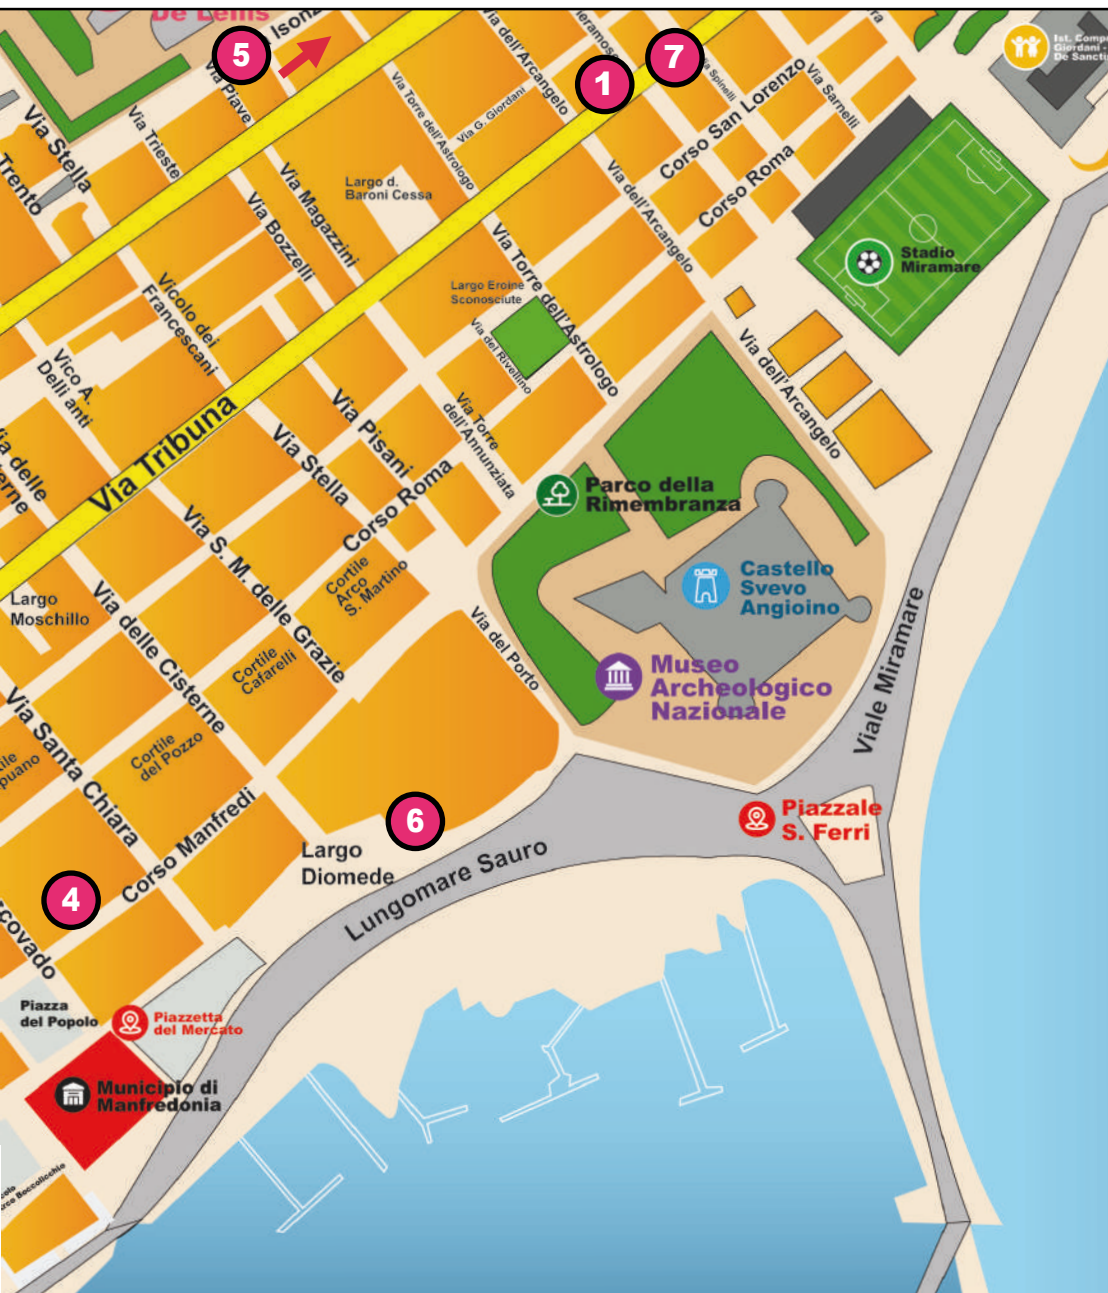 De Lellis
Isonzo
5
1
7
Via dell'Arcangelo
Via Spinelli
Via Sarnelli
Ist. Comp
Giordani -
De Sanctis
Via Piave
Via Stella
Via Trieste
Trento
Via Torre dell'Astrologo
Via G. Giordani
Corso San Lorenzo
Corso Roma
Via dell'Arcangelo
Largo d.
Baroni Cessa
Via Magazzini
Via Bozzelli
Via Torre dell'Astrologo
Stadio
Miramare
Largo Eroine
Sconosciute
Via del Rivellino
Vicolo dei
Francescani
Vico A.
Delli anti
Via dell'Arcangelo
Via Tribuna
Via Pisani
Via Torre
dell'Annunziata
Via Stella
Corso Roma
Parco della
Rimembranza
Via S. M. delle Grazie
Cortile
Arco
S. Martino
Castello
Svevo
Angioino
Largo
Moschillo
Via delle Cisterne
Via del Porto
Cortile
Cafarelli
Museo
Archeologico
Nazionale
Viale Miramare
Via Santa Chiara
Cortile
del Pozzo
Corso Manfredi
6
Piazzale
S. Ferri
Largo
Diomede
Lungomare Sauro
4
Piazza
del Popolo
Piazzetta
del Mercato
Municipio di
Manfredonia